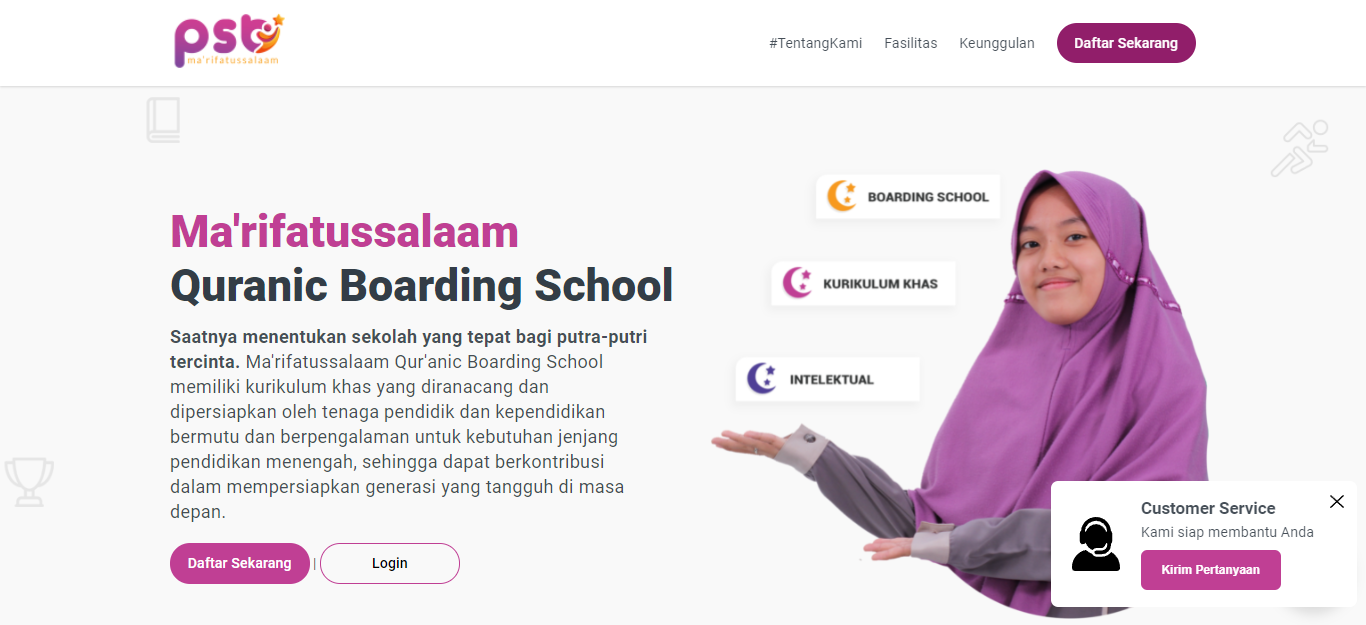 pst
ma'rifatussalaam
#TentangKami
Fasilitas
Keunggulan
Daftar Sekarang
BOARDING SCHOOL
KURIKULUM KHAS
INTELEKTUAL
Ma'rifatussalaam
Quranic Boarding School
Saatnya menentukan sekolah yang tepat bagi putra-putri
tercinta. Ma'rifatussalaam Qur'anic Boarding School
memiliki kurikulum khas yang diranacang dan
dipersiapkan oleh tenaga pendidik dan kependidikan
bermutu dan berpengalaman untuk kebutuhan jenjang
pendidikan menengah, sehingga dapat berkontribusi
dalam mempersiapkan generasi yang tangguh di masa
depan.
Daftar Sekarang | Login
Customer Service
Kami siap membantu Anda
Kirim Pertanyaan